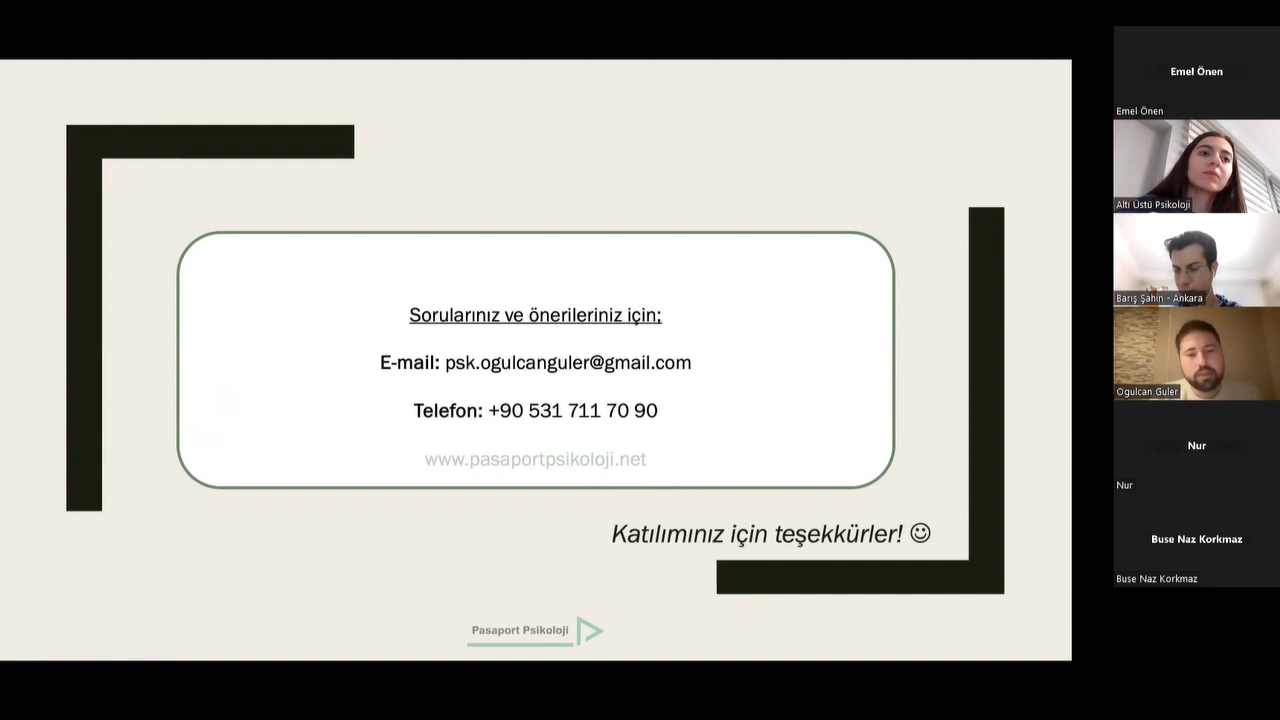 Sorularınız ve önerileriniz için;
E-mail: psk.ogulcanguler@gmail.com
Telefon: +90 531 711 70 90
www.pasaportpsikoloji.net
Katılımınız için teşekkürler! ☺
Pasaport Psikoloji
Emel Önen
Emel Önen
Altı Üstü Psikoloji
Barış Şahin - Ankara
Ogulcan Guler
Nur
Nur
Buse Naz Korkmaz
Buse Naz Korkmaz